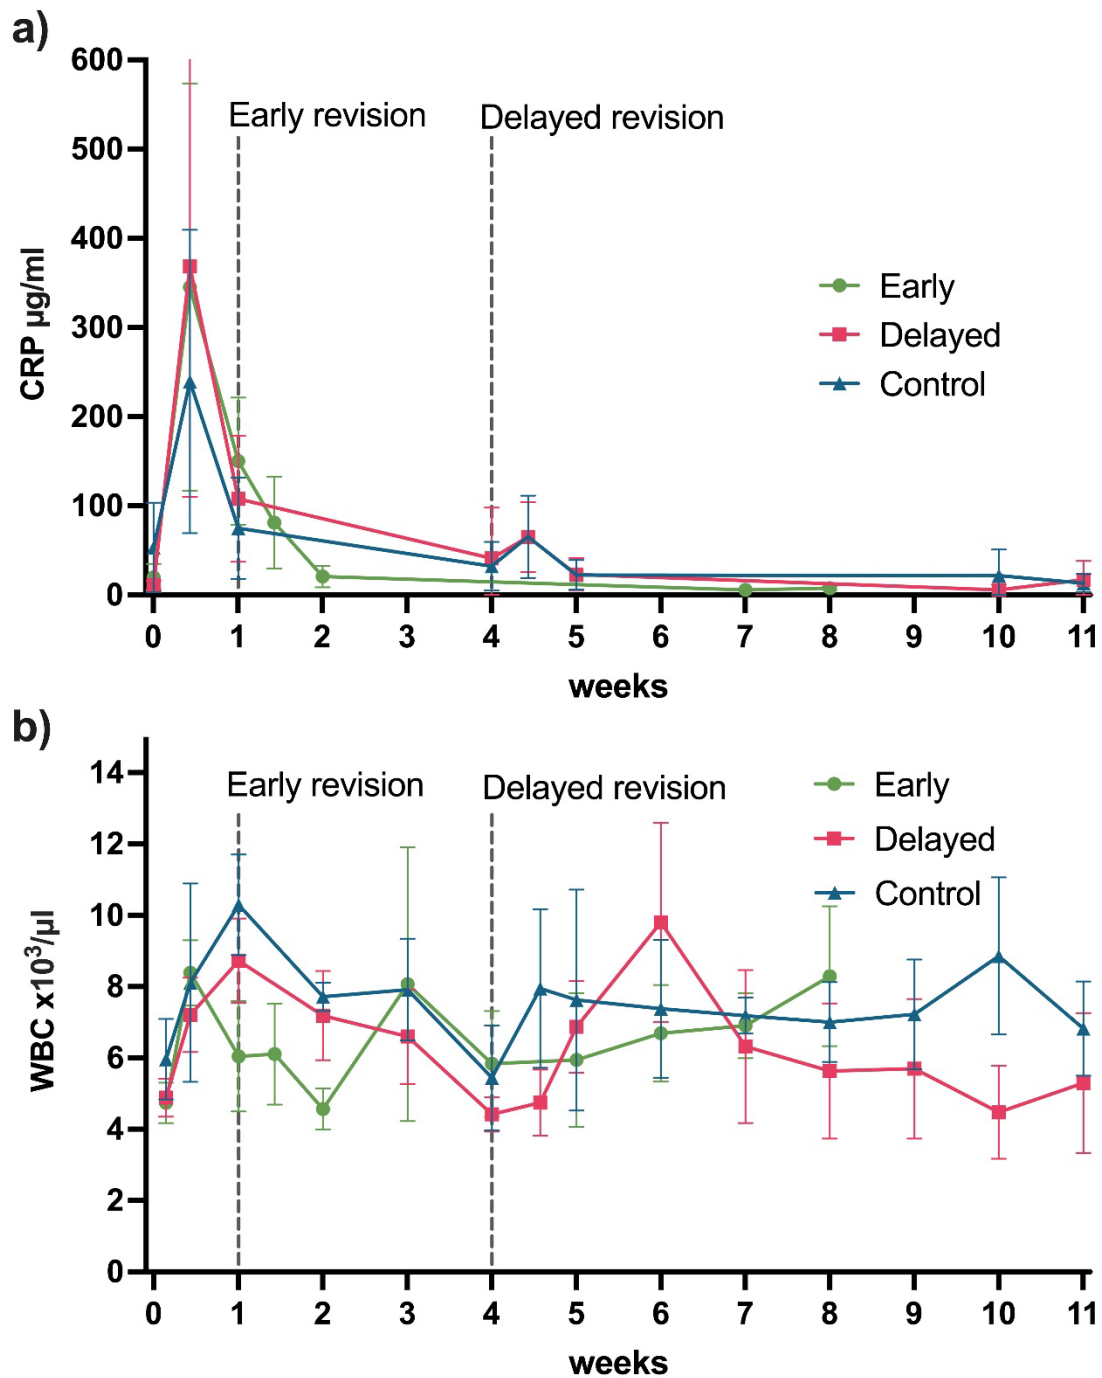 a)
600
500
400
300
200
100
0
CRP µg/ml
Early revision
Delayed revision
Early
Delayed
Control
0 1 2 3 4 5 6 7 8 9 10 11
weeks
b)
14
12
10
8
6
4
2
0
WBC x10³/µl
Early revision
Delayed revision
Early
Delayed
Control
0 1 2 3 4 5 6 7 8 9 10 11
weeks